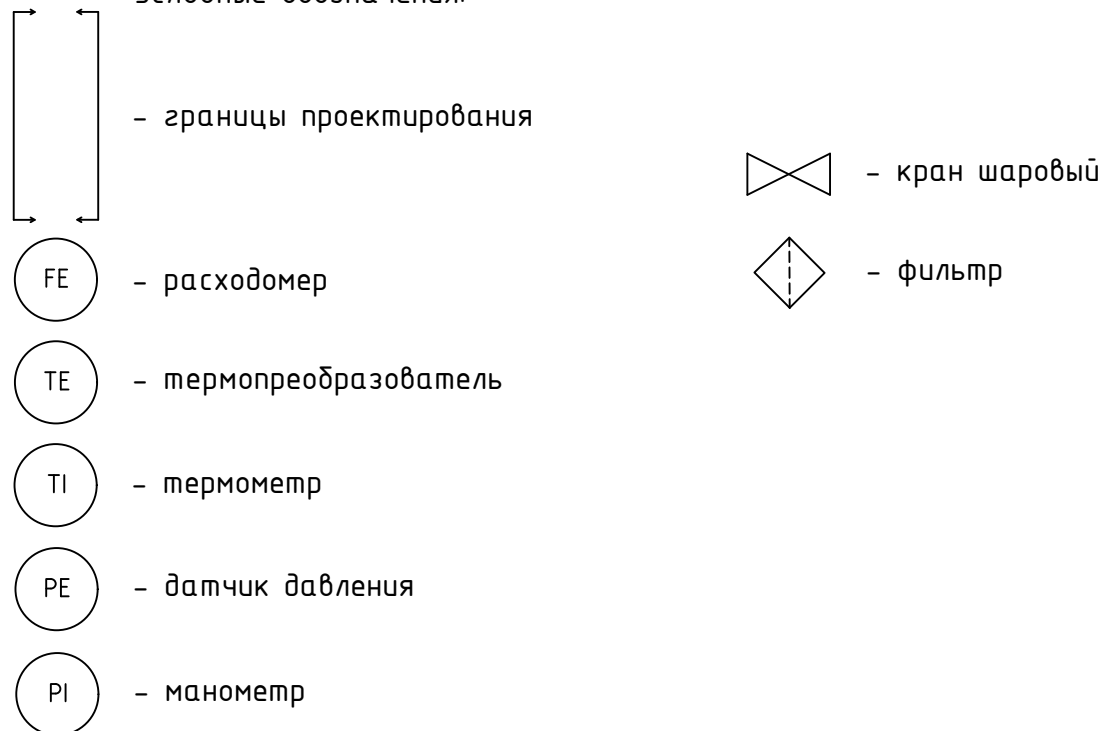 – границы проектирования
– кран шаровый
FE – расходомер
– фильтр
TE – термопреобразователь
TI – термометр
PE – датчик давления
PI – манометр